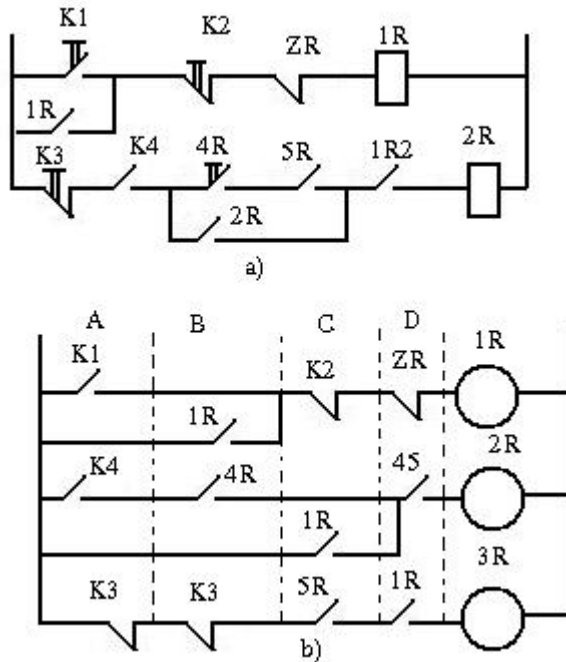 K1 K2 ZR 1R
1R
K3 K4 4R 5R 1R2 2R
2R
a)
A B C D
K1 K2 ZR 1R
1R
K4 4R 45 2R
1R
K3 K3 5R 1R 3R
b)